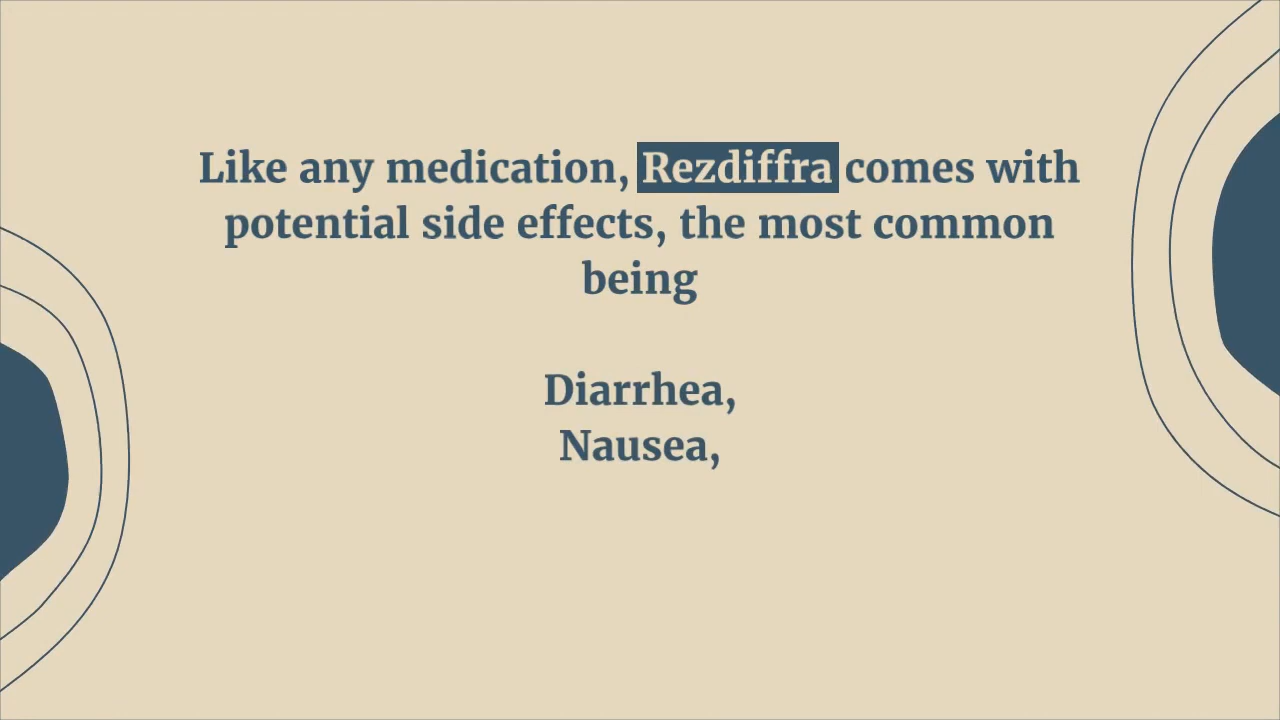 Like any medication, Rezdiffra comes with
potential side effects, the most common
being
Diarrhea,
Nausea,